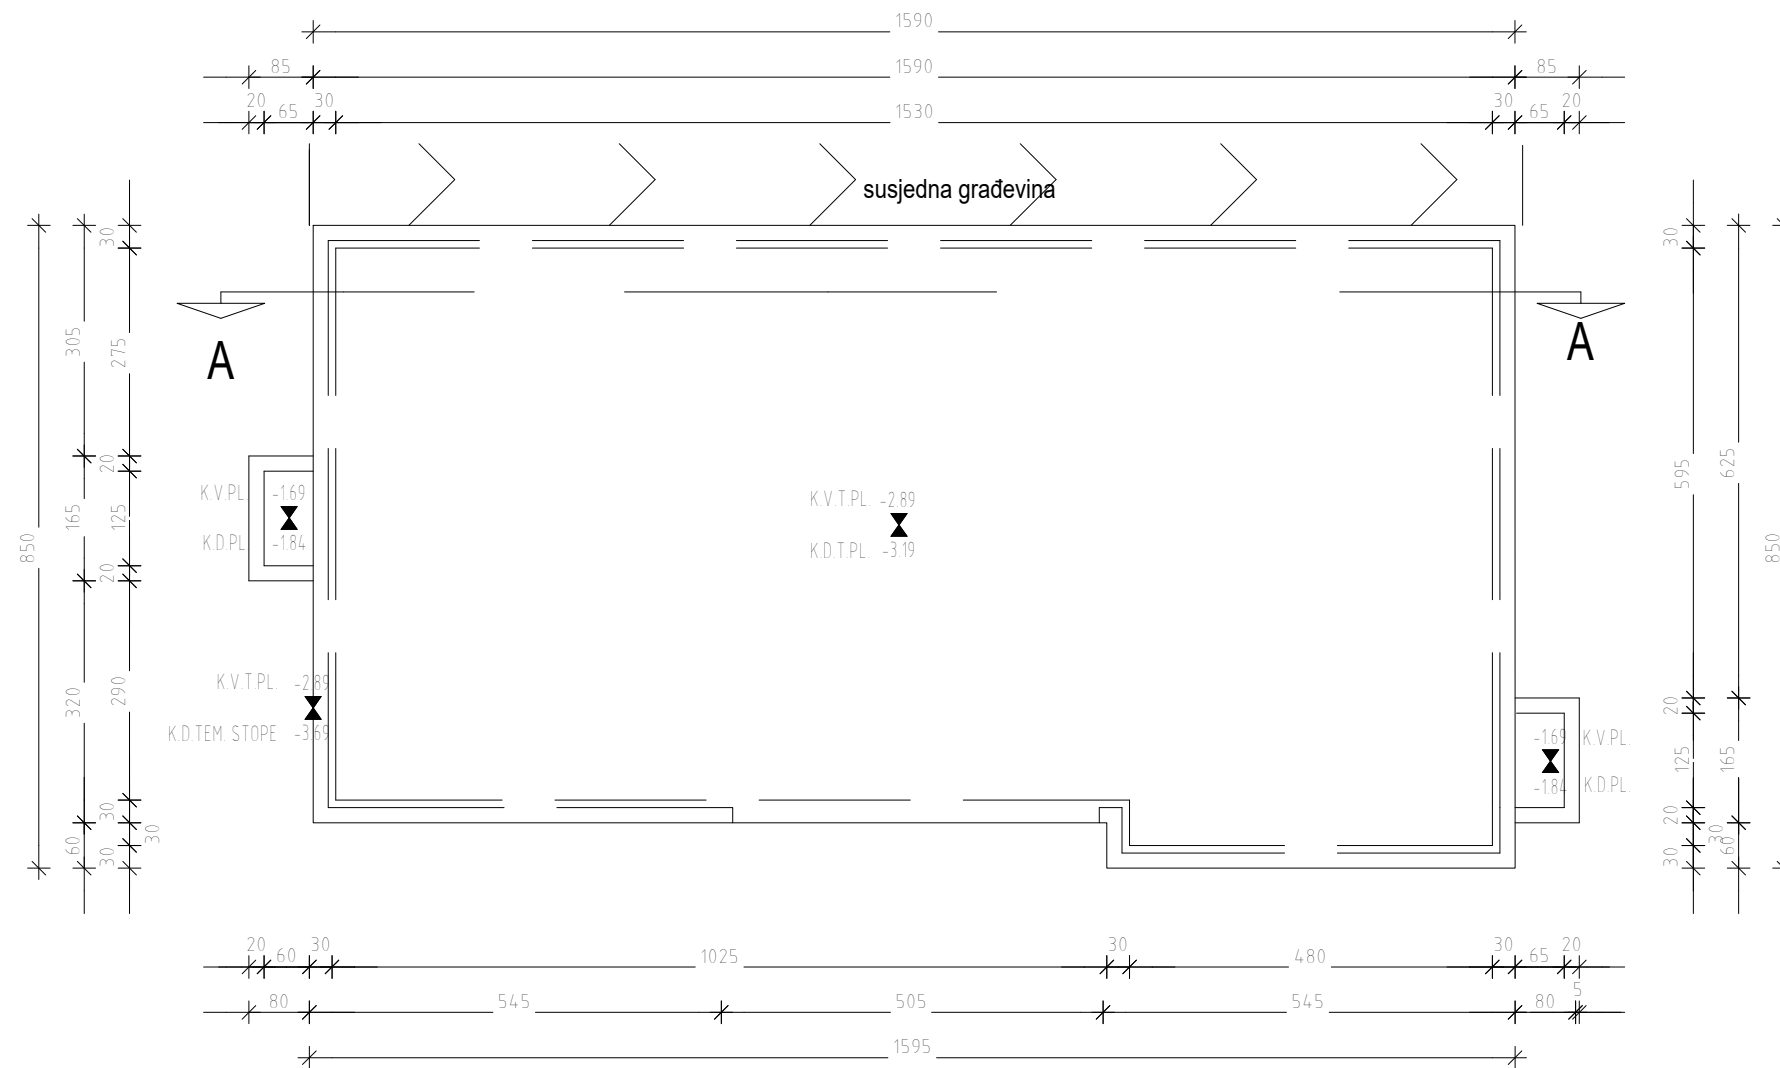 1590
85 1590 85
20 65 30 1530 30 65 20
susjedna građevina
A A
30 275 20 125 20 290 30 30 30
305 165 320 60
850
K.V.PL. -1.69
K.D.PL. -1.84
K.V.T.PL. -2.89
K.D.T.PL. -3.19
K.V.T.PL. -2.89
K.D.TEM. STOPE -3.69
-1.69 K.V.PL.
-1.84 K.D.PL.
30 595 20 125 20 30 30
625 165 60
850
20 60 30 1025 30 480 30 65 20
80 545 505 545 80 5
1595